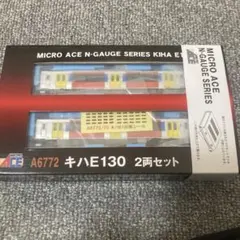 MICRO ACE N-GAUGE SERIES KIHA E1
MICRO ACE
N-GAUGE SERIES
A6772 キハE130 2両セット